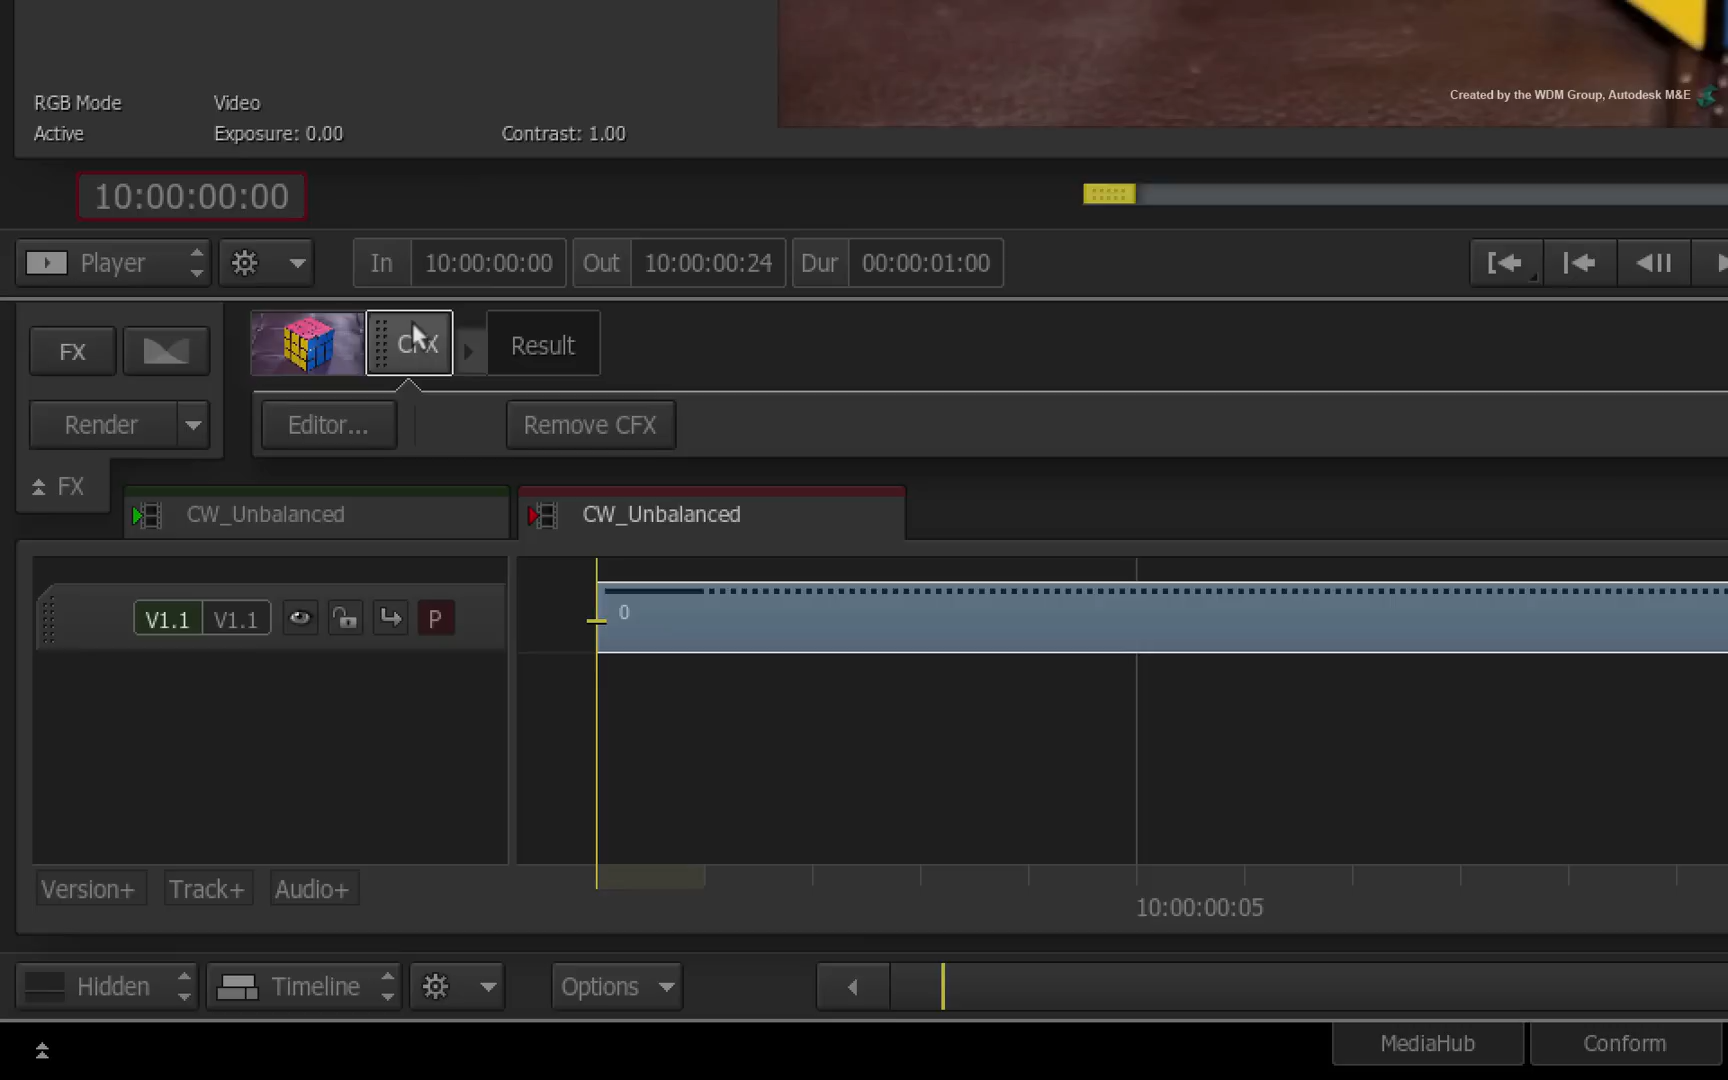 RGB Mode Video
Active Exposure: 0.00 Contrast: 1.00
Created by the WDM Group, Autodesk M&E
10:00:00:00
Player In 10:00:00:00 Out 10:00:00:24 Dur 00:00:01:00
FX CFX Result
Render Editor... Remove CFX
FX
CW_Unbalanced CW_Unbalanced
V1.1 V1.1 P 0
Version+ Track+ Audio+
10:00:00:05
Hidden Timeline Options
MediaHub Conform